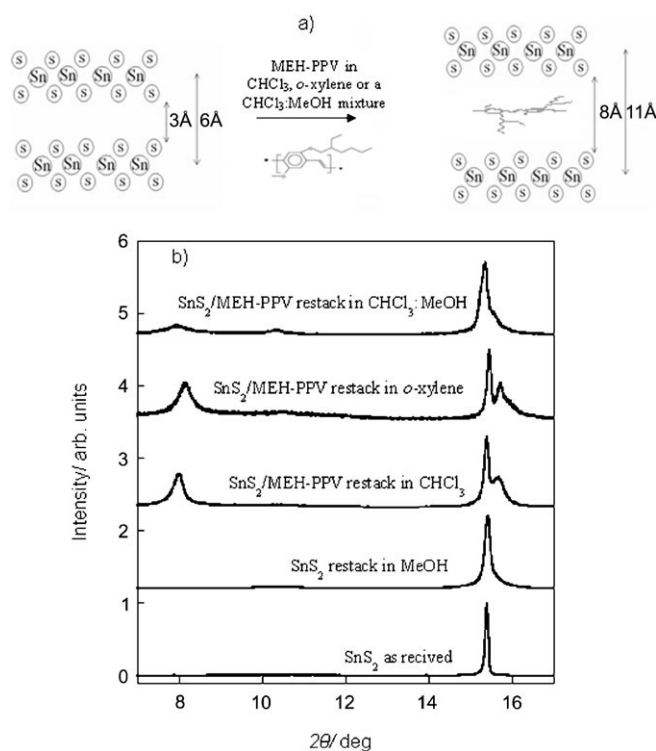 a)
S S S S
Sn Sn Sn Sn
S S S S
3Å 6Å
S S S S
Sn Sn Sn Sn
S S S S
MEH-PPV in
CHCl3, o-xylene or a
CHCl3:MeOH mixture
S S S S
Sn Sn Sn Sn
S S S S
8Å 11Å
S S S S
Sn Sn Sn Sn
S S S S
b)
Intensity/ arb. units
6
5
4
3
2
1
0
SnS2/MEH-PPV restack in CHCl3: MeOH
SnS2/MEH-PPV restack in o-xylene
SnS2/MEH-PPV restack in CHCl3
SnS2 restack in MeOH
SnS2 as recived
8 10 12 14 16
2θ/ deg